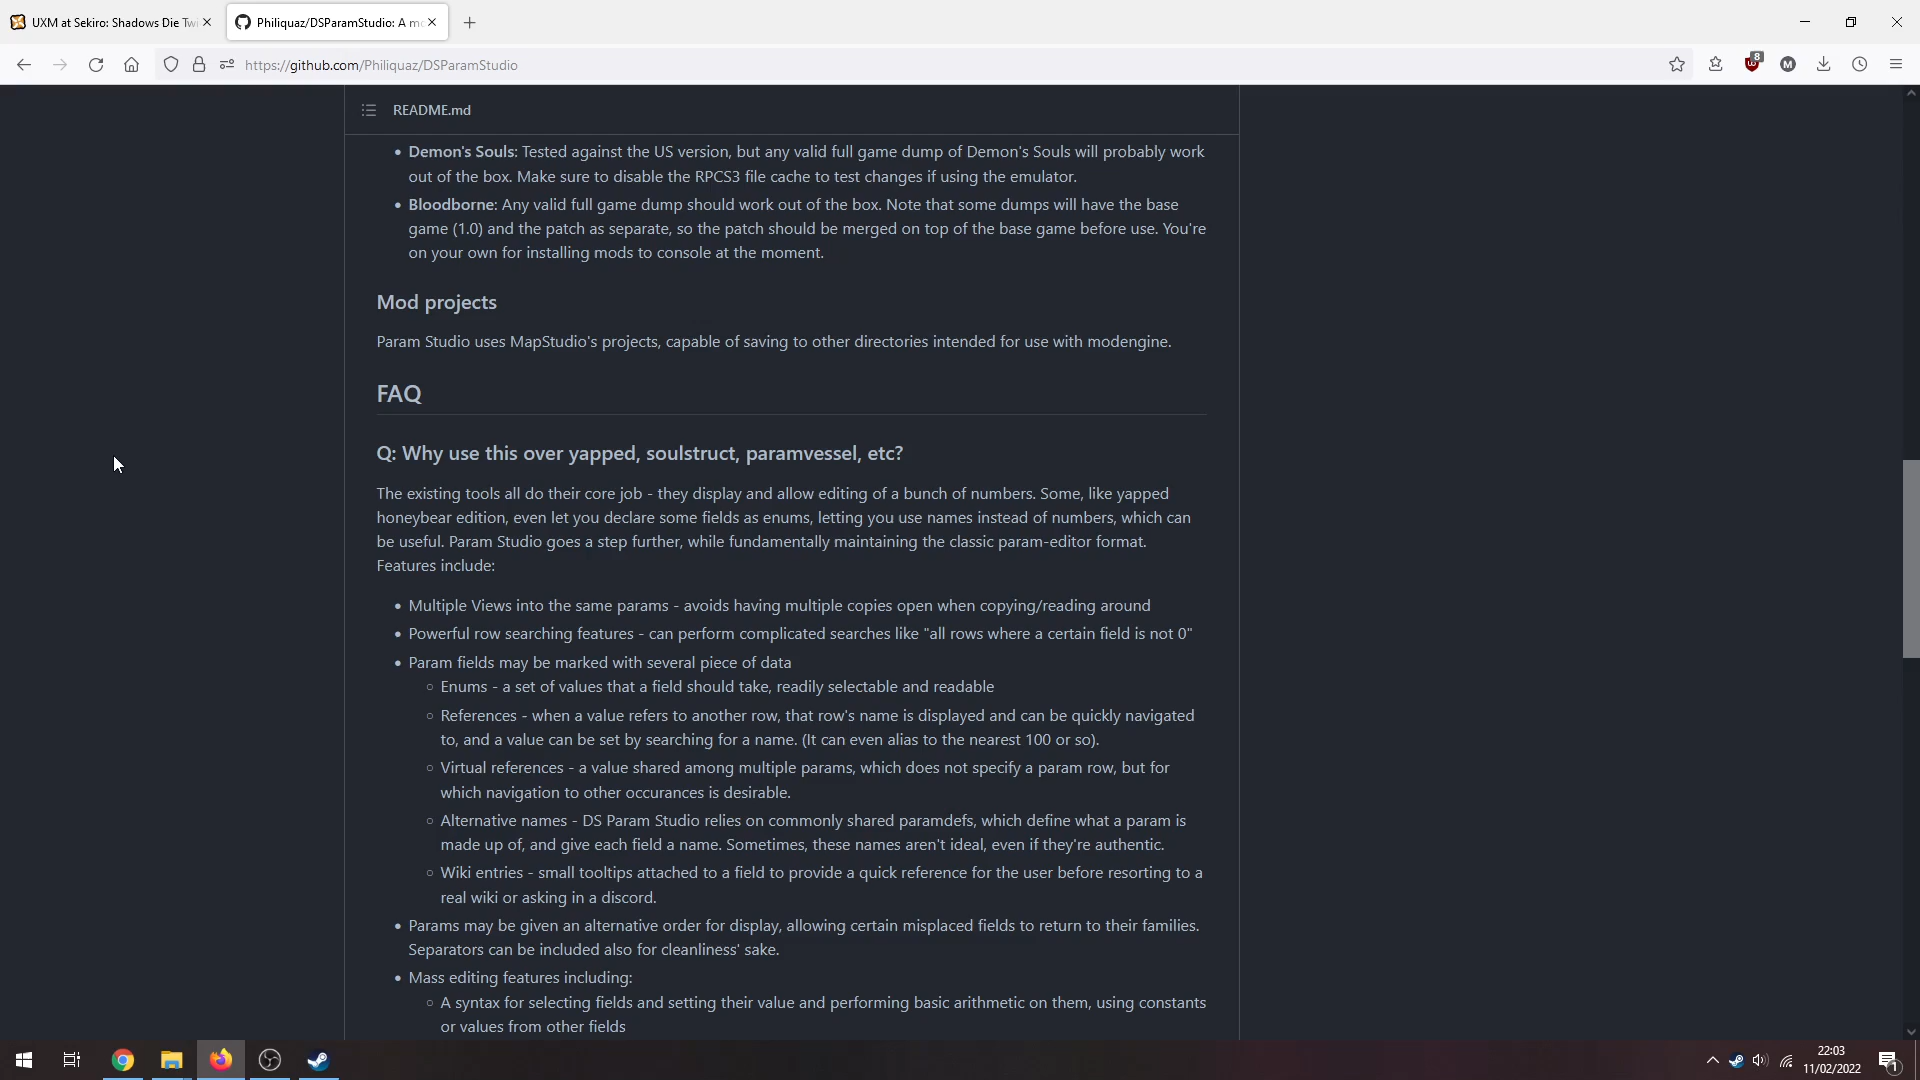 UXM at Sekiro: Shadows Die Twi
Philiquaz/DSParamStudio: A mo
https://github.com/Philiquaz/DSParamStudio
8
M
README.md
• Demon's Souls: Tested against the US version, but any valid full game dump of Demon's Souls will probably work
out of the box. Make sure to disable the RPCS3 file cache to test changes if using the emulator.
• Bloodborne: Any valid full game dump should work out of the box. Note that some dumps will have the base
game (1.0) and the patch as separate, so the patch should be merged on top of the base game before use. You're
on your own for installing mods to console at the moment.
Mod projects
Param Studio uses MapStudio's projects, capable of saving to other directories intended for use with modengine.
FAQ
Q: Why use this over yapped, soulstruct, paramvessel, etc?
The existing tools all do their core job - they display and allow editing of a bunch of numbers. Some, like yapped
honeybear edition, even let you declare some fields as enums, letting you use names instead of numbers, which can
be useful. Param Studio goes a step further, while fundamentally maintaining the classic param-editor format.
Features include:
• Multiple Views into the same params - avoids having multiple copies open when copying/reading around
• Powerful row searching features - can perform complicated searches like "all rows where a certain field is not 0"
• Param fields may be marked with several piece of data
○ Enums - a set of values that a field should take, readily selectable and readable
○ References - when a value refers to another row, that row's name is displayed and can be quickly navigated
to, and a value can be set by searching for a name. (It can even alias to the nearest 100 or so).
○ Virtual references - a value shared among multiple params, which does not specify a param row, but for
which navigation to other occurances is desirable.
○ Alternative names - DS Param Studio relies on commonly shared paramdefs, which define what a param is
made up of, and give each field a name. Sometimes, these names aren't ideal, even if they're authentic.
○ Wiki entries - small tooltips attached to a field to provide a quick reference for the user before resorting to a
real wiki or asking in a discord.
• Params may be given an alternative order for display, allowing certain misplaced fields to return to their families.
Separators can be included also for cleanliness' sake.
• Mass editing features including:
○ A syntax for selecting fields and setting their value and performing basic arithmetic on them, using constants
or values from other fields
22:03
11/02/2022
1